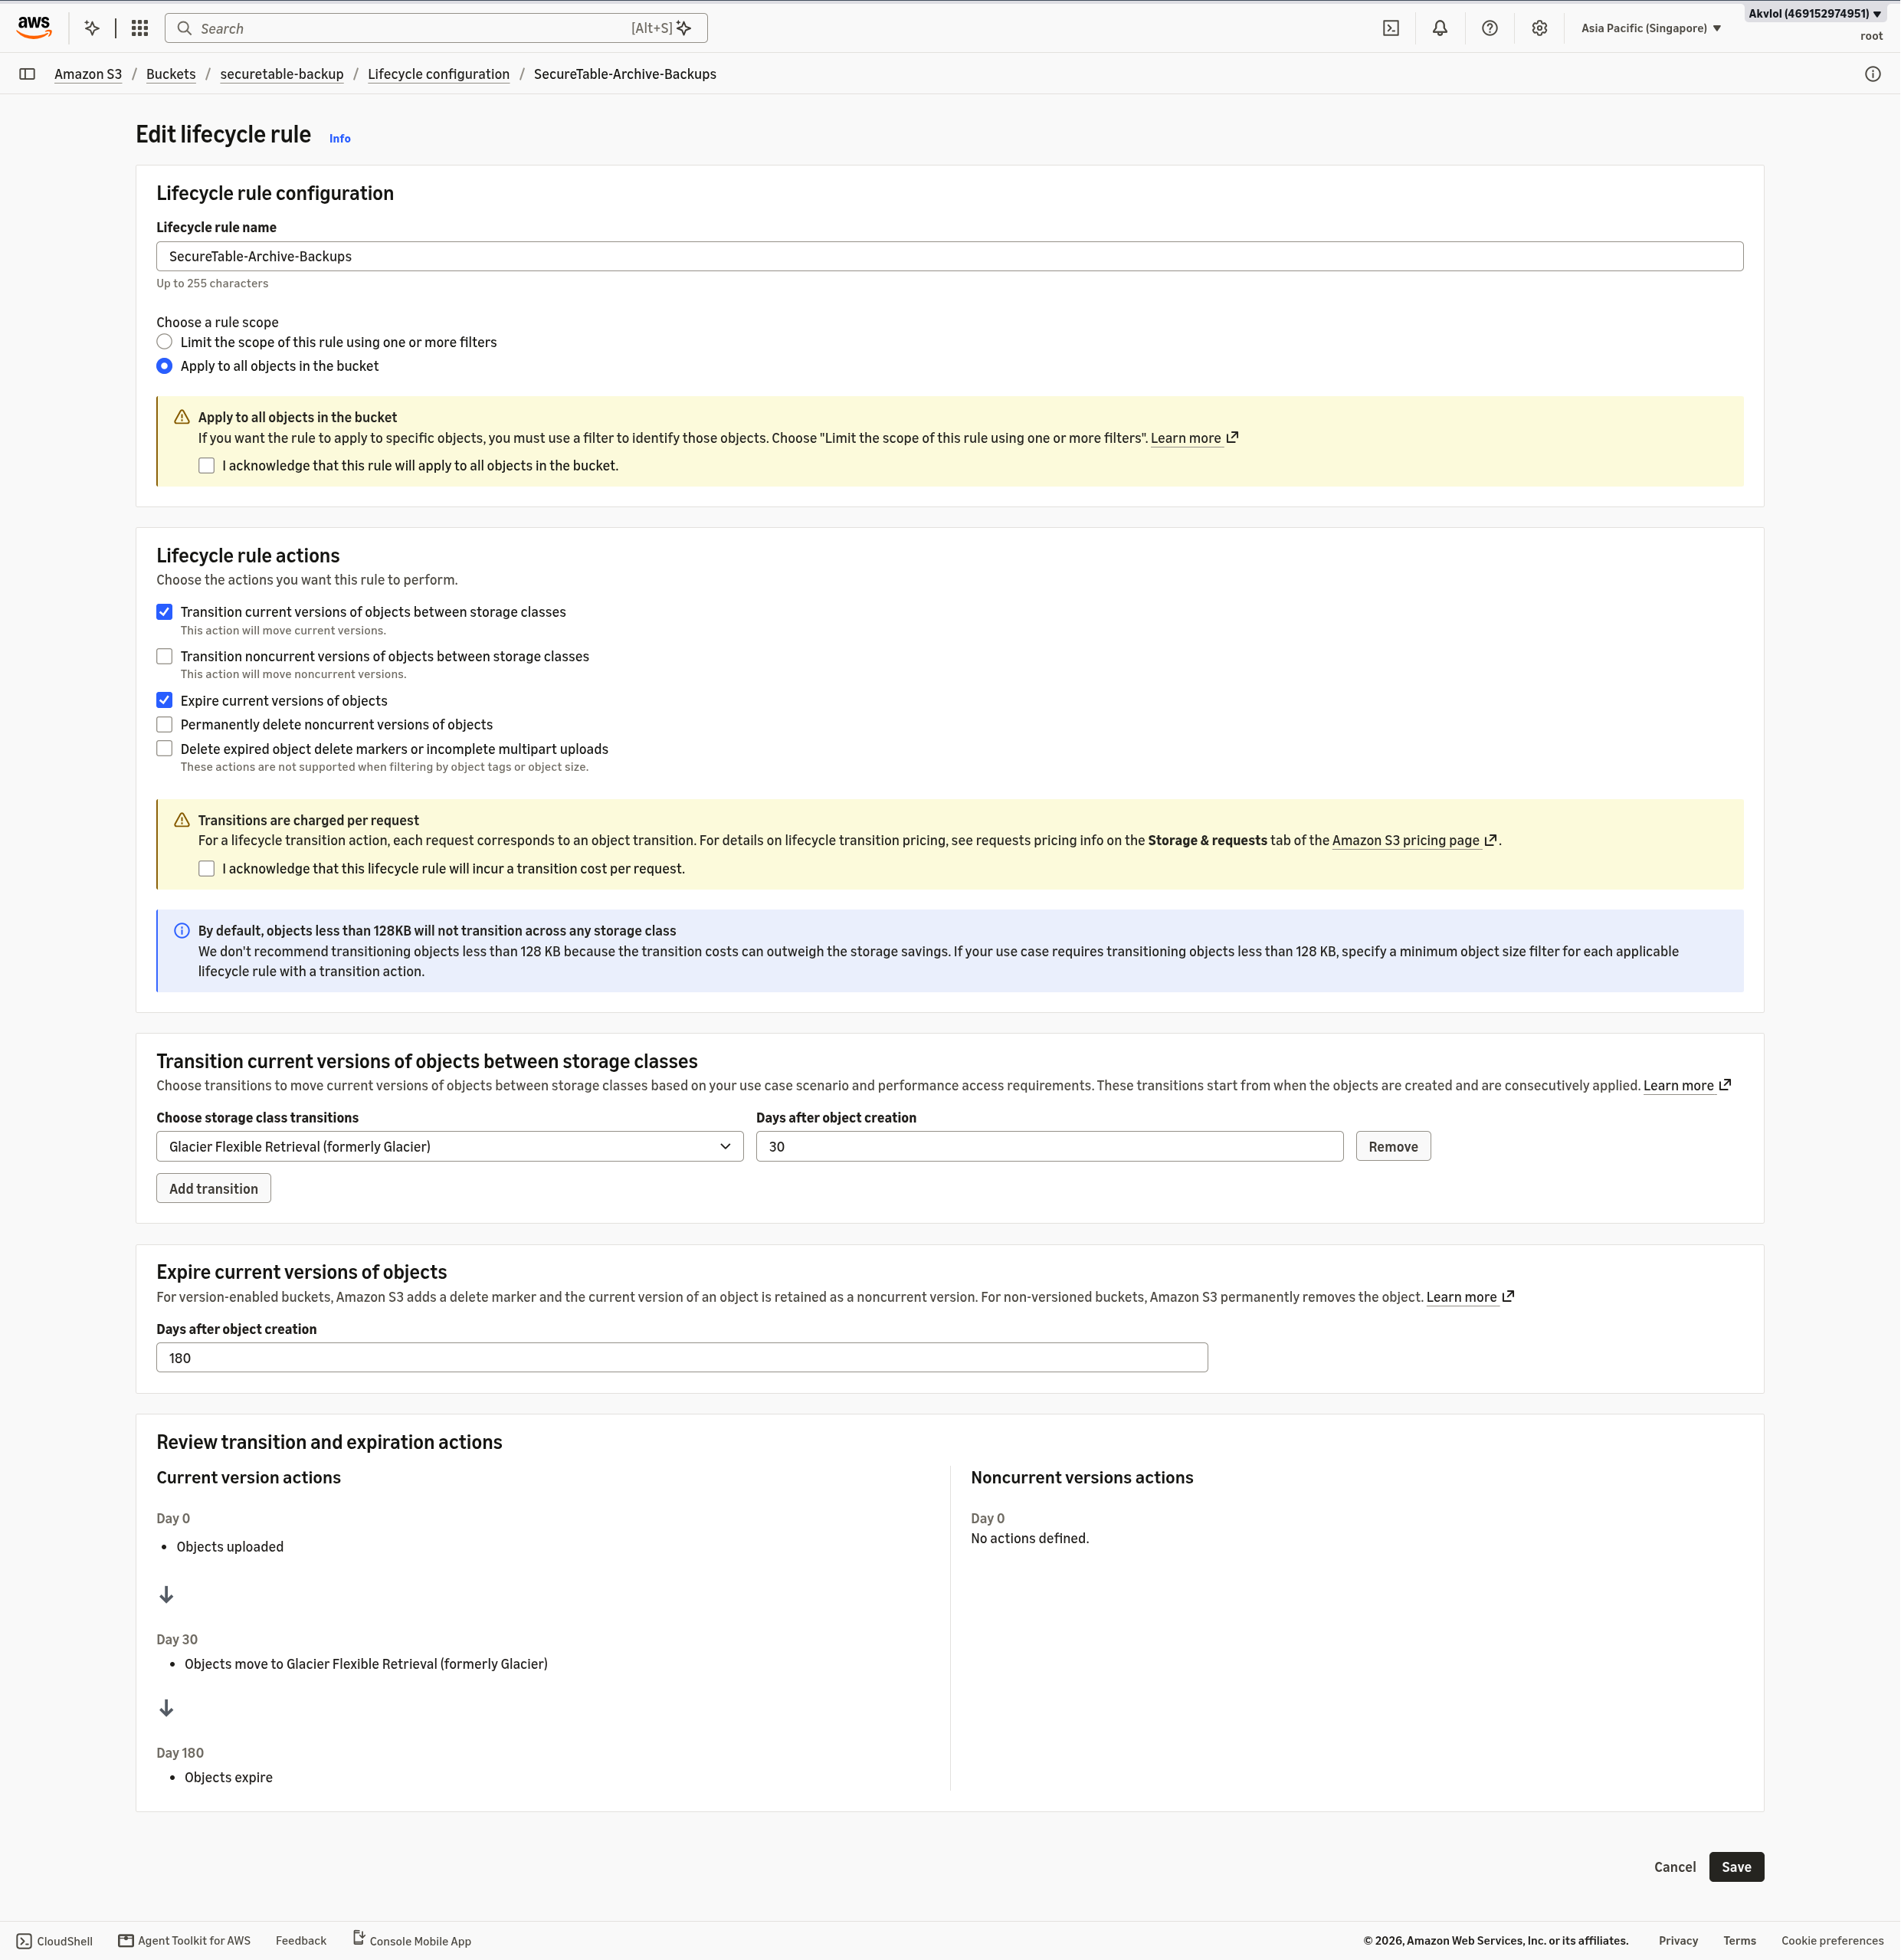 aws
Search
[Alt+S]
Asia Pacific (Singapore)
Akvlol (469152974951)
root
Amazon S3 / Buckets / securetable-backup / Lifecycle configuration / SecureTable-Archive-Backups
Edit lifecycle rule Info
Lifecycle rule configuration
Lifecycle rule name
SecureTable-Archive-Backups
Up to 255 characters
Choose a rule scope
Limit the scope of this rule using one or more filters
Apply to all objects in the bucket
Apply to all objects in the bucket
If you want the rule to apply to specific objects, you must use a filter to identify those objects. Choose "Limit the scope of this rule using one or more filters". Learn more
I acknowledge that this rule will apply to all objects in the bucket.
Lifecycle rule actions
Choose the actions you want this rule to perform.
Transition current versions of objects between storage classes
This action will move current versions.
Transition noncurrent versions of objects between storage classes
This action will move noncurrent versions.
Expire current versions of objects
Permanently delete noncurrent versions of objects
Delete expired object delete markers or incomplete multipart uploads
These actions are not supported when filtering by object tags or object size.
Transitions are charged per request
For a lifecycle transition action, each request corresponds to an object transition. For details on lifecycle transition pricing, see requests pricing info on the Storage & requests tab of the Amazon S3 pricing page.
I acknowledge that this lifecycle rule will incur a transition cost per request.
By default, objects less than 128KB will not transition across any storage class
We don't recommend transitioning objects less than 128 KB because the transition costs can outweigh the storage savings. If your use case requires transitioning objects less than 128 KB, specify a minimum object size filter for each applicable
lifecycle rule with a transition action.
Transition current versions of objects between storage classes
Choose transitions to move current versions of objects between storage classes based on your use case scenario and performance access requirements. These transitions start from when the objects are created and are consecutively applied. Learn more
Choose storage class transitions
Days after object creation
Glacier Flexible Retrieval (formerly Glacier)
30
Remove
Add transition
Expire current versions of objects
For version-enabled buckets, Amazon S3 adds a delete marker and the current version of an object is retained as a noncurrent version. For non-versioned buckets, Amazon S3 permanently removes the object. Learn more
Days after object creation
180
Review transition and expiration actions
Current version actions
Day 0
• Objects uploaded
Day 30
• Objects move to Glacier Flexible Retrieval (formerly Glacier)
Day 180
• Objects expire
Noncurrent versions actions
Day 0
No actions defined.
Cancel
Save
CloudShell
Agent Toolkit for AWS
Feedback
Console Mobile App
© 2026, Amazon Web Services, Inc. or its affiliates.
Privacy
Terms
Cookie preferences